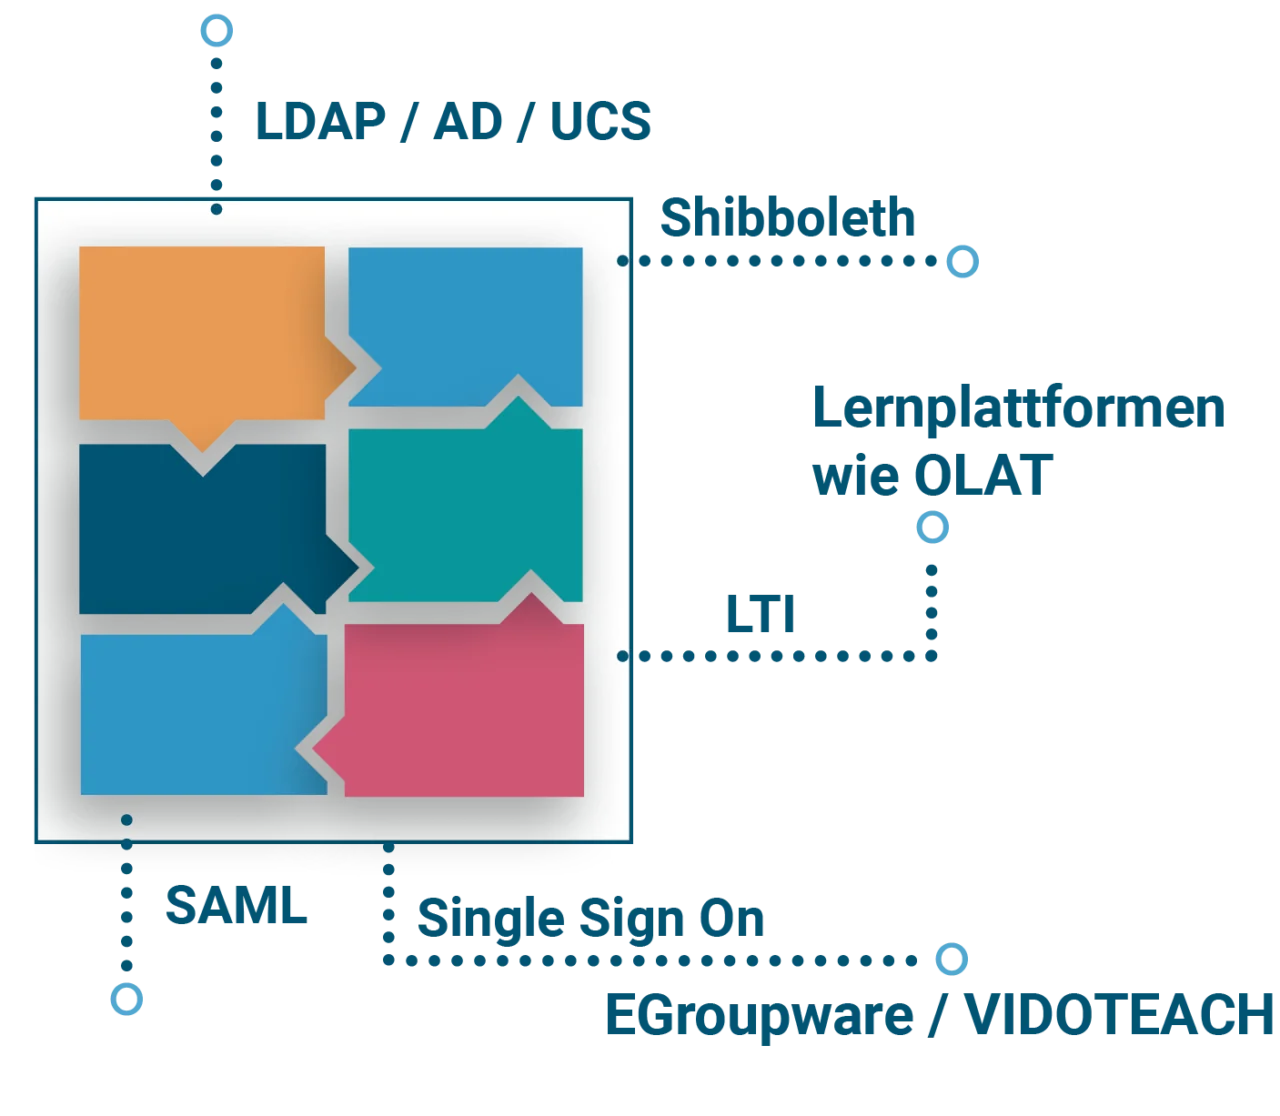 LDAP / AD / UCS
Shibboleth
Lernplattformen
wie OLAT
LTI
SAML
Single Sign On
EGroupware / VIDOTEACH